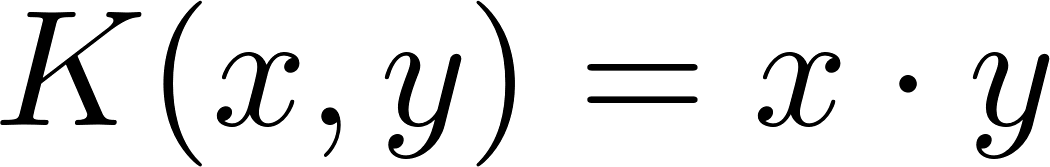 K(x, y) = x · y